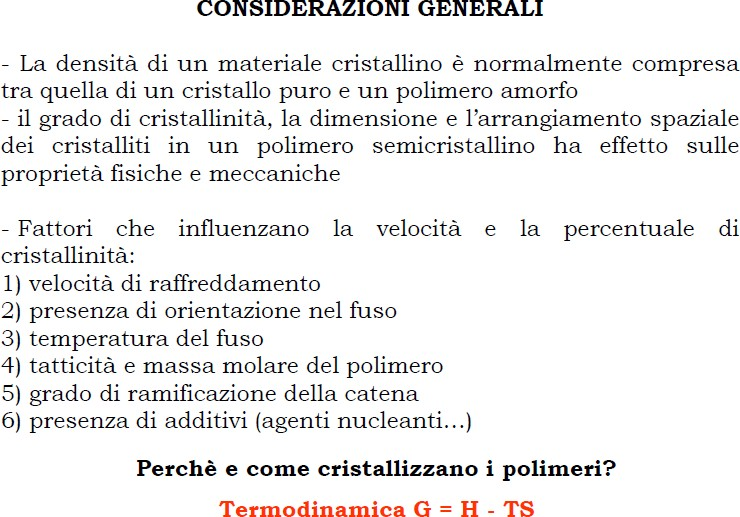 CONSIDERAZIONI GENERALI
- La densità di un materiale cristallino è normalmente compresa
tra quella di un cristallo puro e un polimero amorfo
- il grado di cristallinità, la dimensione e l'arrangiamento spaziale
dei cristalliti in un polimero semicristallino ha effetto sulle
proprietà fisiche e meccaniche
- Fattori che influenzano la velocità e la percentuale di
cristallinità:
1) velocità di raffreddamento
2) presenza di orientazione nel fuso
3) temperatura del fuso
4) tatticità e massa molare del polimero
5) grado di ramificazione della catena
6) presenza di additivi (agenti nucleanti...)
Perchè e come cristallizzano i polimeri?
Termodinamica G = H - TS